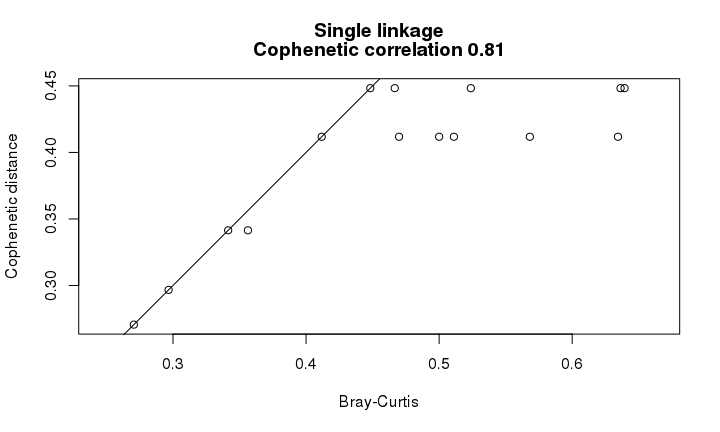 Single linkage
Cophenetic correlation 0.81
Cophenetic distance
0.45
0.40
0.35
0.30
0.3 0.4 0.5 0.6
Bray-Curtis